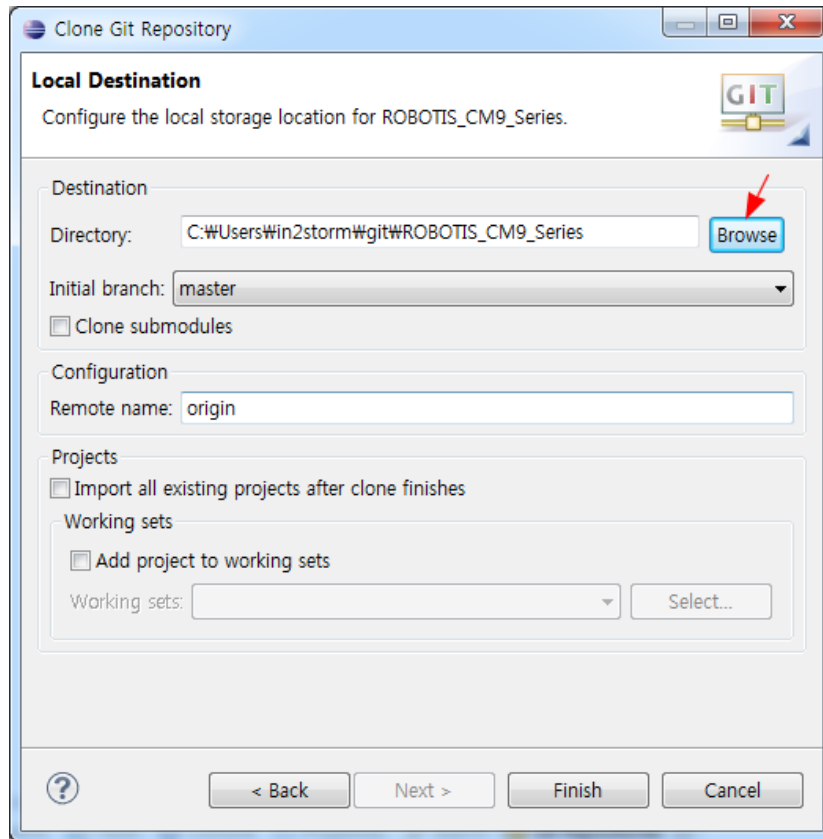 Clone Git Repository
Local Destination
Configure the local storage location for ROBOTIS_CM9_Series.
GIT
Destination
Directory: C:₩Users₩in2storm₩git₩ROBOTIS_CM9_Series Browse
Initial branch: master
Clone submodules
Configuration
Remote name: origin
Projects
Import all existing projects after clone finishes
Working sets
Add project to working sets
Working sets: Select...
? < Back Next > Finish Cancel